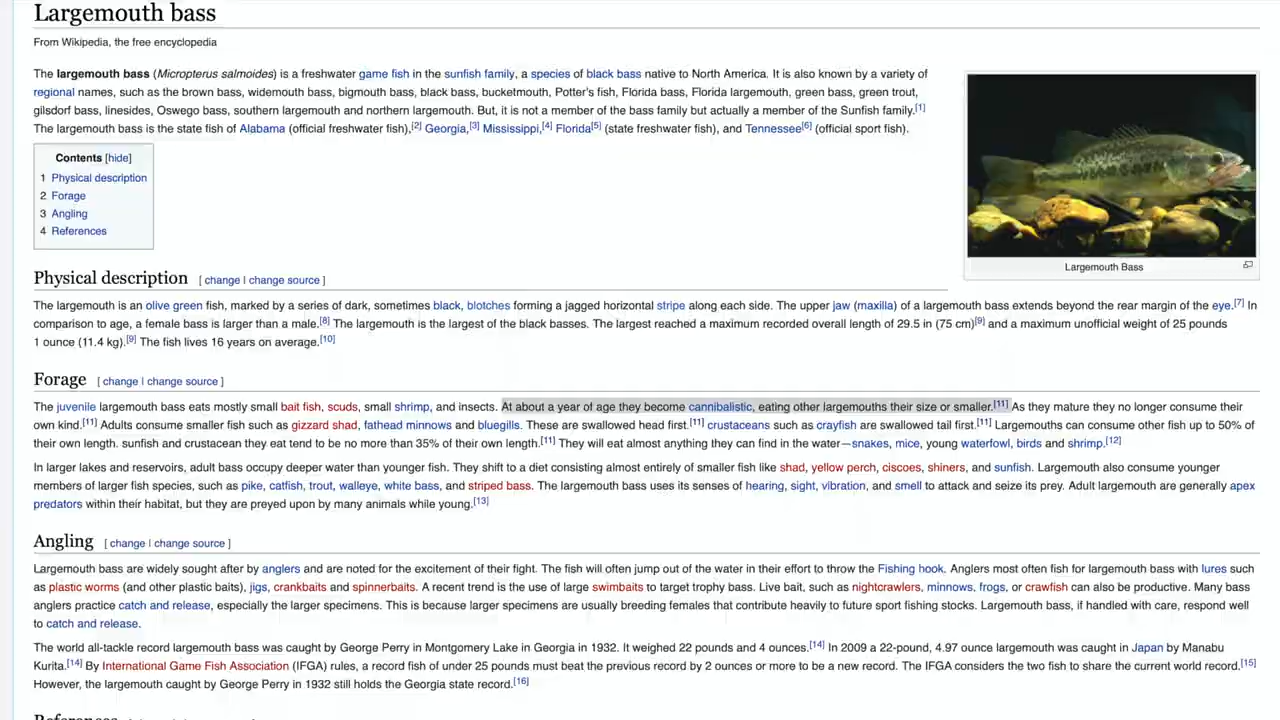 Largemouth bass
From Wikipedia, the free encyclopedia
The largemouth bass (Micropterus salmoides) is a freshwater game fish in the sunfish family, a species of black bass native to North America. It is also known by a variety of
regional names, such as the brown bass, widemouth bass, bigmouth bass, black bass, bucketmouth, Potter's fish, Florida bass, Florida largemouth, green bass, green trout,
gilsdorf bass, linesides, Oswego bass, southern largemouth and northern largemouth. But, it is not a member of the bass family but actually a member of the Sunfish family.[1]
The largemouth bass is the state fish of Alabama (official freshwater fish),[2] Georgia,[3] Mississippi,[4] Florida[5] (state freshwater fish), and Tennessee[6] (official sport fish).
Contents [hide]
1 Physical description
2 Forage
3 Angling
4 References
Largemouth Bass
Physical description [ change | change source ]
The largemouth is an olive green fish, marked by a series of dark, sometimes black, blotches forming a jagged horizontal stripe along each side. The upper jaw (maxilla) of a largemouth bass extends beyond the rear margin of the eye.[7] In
comparison to age, a female bass is larger than a male.[8] The largemouth is the largest of the black basses. The largest reached a maximum recorded overall length of 29.5 in (75 cm)[9] and a maximum unofficial weight of 25 pounds
1 ounce (11.4 kg).[9] The fish lives 16 years on average.[10]
Forage [ change | change source ]
The juvenile largemouth bass eats mostly small bait fish, scuds, small shrimp, and insects. At about a year of age they become cannibalistic, eating other largemouths their size or smaller.[11] As they mature they no longer consume their
own kind.[11] Adults consume smaller fish such as gizzard shad, fathead minnows and bluegills. These are swallowed head first.[11] crustaceans such as crayfish are swallowed tail first.[11] Largemouths can consume other fish up to 50% of
their own length. sunfish and crustacean they eat tend to be no more than 35% of their own length.[11] They will eat almost anything they can find in the water—snakes, mice, young waterfowl, birds and shrimp.[12]
In larger lakes and reservoirs, adult bass occupy deeper water than younger fish. They shift to a diet consisting almost entirely of smaller fish like shad, yellow perch, ciscoes, shiners, and sunfish. Largemouth also consume younger
members of larger fish species, such as pike, catfish, trout, walleye, white bass, and striped bass. The largemouth bass uses its senses of hearing, sight, vibration, and smell to attack and seize its prey. Adult largemouth are generally apex
predators within their habitat, but they are preyed upon by many animals while young.[13]
Angling [ change | change source ]
Largemouth bass are widely sought after by anglers and are noted for the excitement of their fight. The fish will often jump out of the water in their effort to throw the Fishing hook. Anglers most often fish for largemouth bass with lures such
as plastic worms (and other plastic baits), jigs, crankbaits and spinnerbaits. A recent trend is the use of large swimbaits to target trophy bass. Live bait, such as nightcrawlers, minnows, frogs, or crawfish can also be productive. Many bass
anglers practice catch and release, especially the larger specimens. This is because larger specimens are usually breeding females that contribute heavily to future sport fishing stocks. Largemouth bass, if handled with care, respond well
to catch and release.
The world all-tackle record largemouth bass was caught by George Perry in Montgomery Lake in Georgia in 1932. It weighed 22 pounds and 4 ounces.[14] In 2009 a 22-pound, 4.97 ounce largemouth was caught in Japan by Manabu
Kurita.[14] By International Game Fish Association (IFGA) rules, a record fish of under 25 pounds must beat the previous record by 2 ounces or more to be a new record. The IFGA considers the two fish to share the current world record.[15]
However, the largemouth caught by George Perry in 1932 still holds the Georgia state record.[16]
References